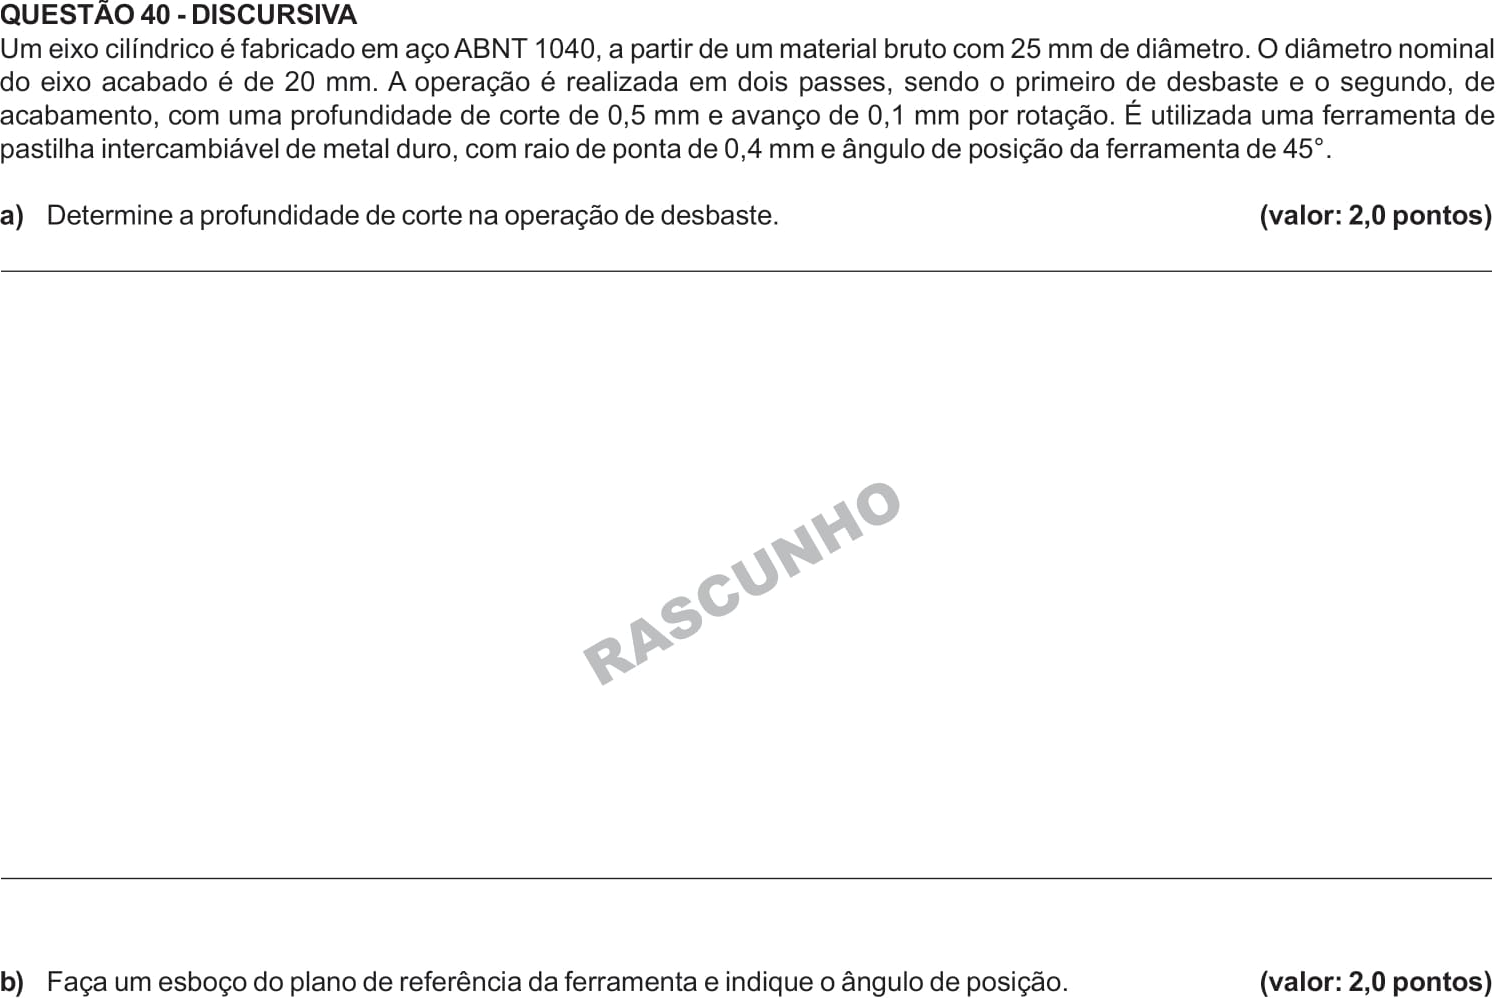 QUESTÃO 40 - DISCURSIVA
Um eixo cilíndrico é fabricado em aço ABNT 1040, a partir de um material bruto com 25 mm de diâmetro. O diâmetro nominal
do eixo acabado é de 20 mm. A operação é realizada em dois passes, sendo o primeiro de desbaste e o segundo, de
acabamento, com uma profundidade de corte de 0,5 mm e avanço de 0,1 mm por rotação. É utilizada uma ferramenta de
pastilha intercambiável de metal duro, com raio de ponta de 0,4 mm e ângulo de posição da ferramenta de 45°.
a) Determine a profundidade de corte na operação de desbaste. (valor: 2,0 pontos)
RASCUNHO
b) Faça um esboço do plano de referência da ferramenta e indique o ângulo de posição. (valor: 2,0 pontos)